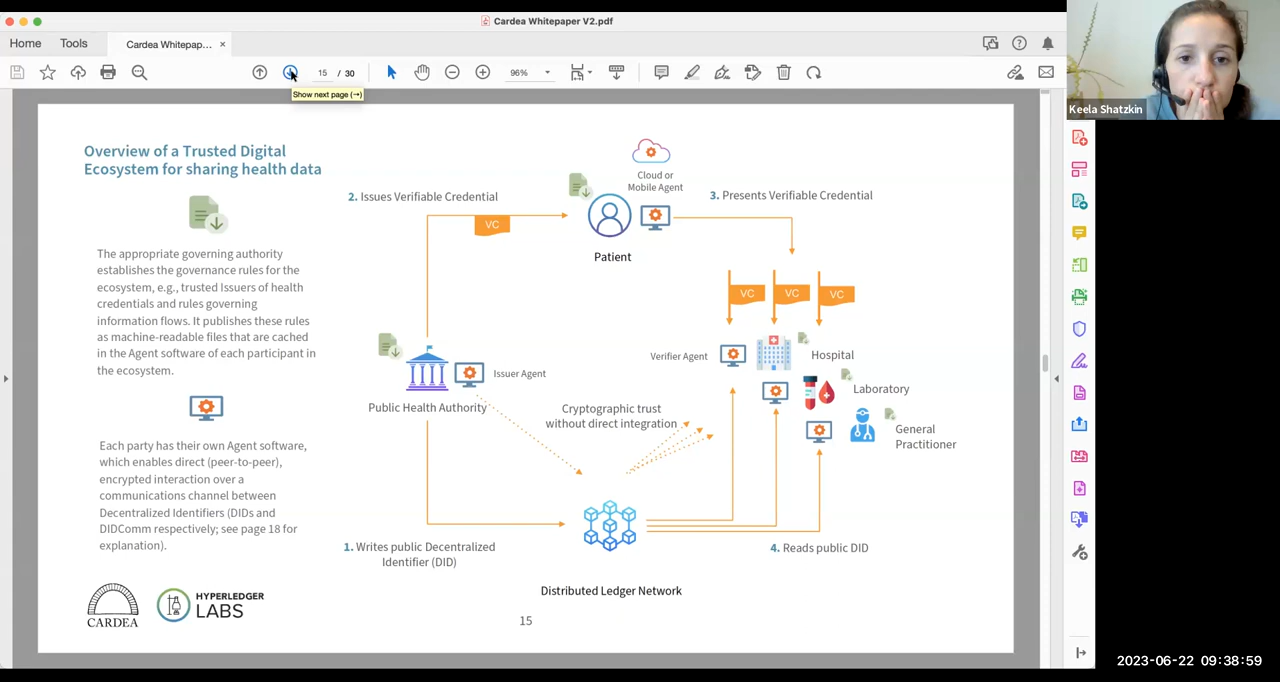 Cardea Whitepaper V2.pdf
Home
Tools
Cardea Whitepap...
15 / 30
96%
Show next page (→)
Keela Shatzkin
Overview of a Trusted Digital
Ecosystem for sharing health data
The appropriate governing authority
establishes the governance rules for the
ecosystem, e.g., trusted Issuers of health
credentials and rules governing
information flows. It publishes these rules
as machine-readable files that are cached
in the Agent software of each participant in
the ecosystem.
Each party has their own Agent software,
which enables direct (peer-to-peer),
encrypted interaction over a
communications channel between
Decentralized Identifiers (DIDs and
DIDComm respectively; see page 18 for
explanation).
CARDEA
HYPERLEDGER
LABS
2. Issues Verifiable Credential
VC
Cloud or
Mobile Agent
Patient
3. Presents Verifiable Credential
VC
VC
VC
Verifier Agent
Hospital
Laboratory
General
Practitioner
Issuer Agent
Public Health Authority
Cryptographic trust
without direct integration
1. Writes public Decentralized
Identifier (DID)
4. Reads public DID
Distributed Ledger Network
15
2023-06-22 09:38:59